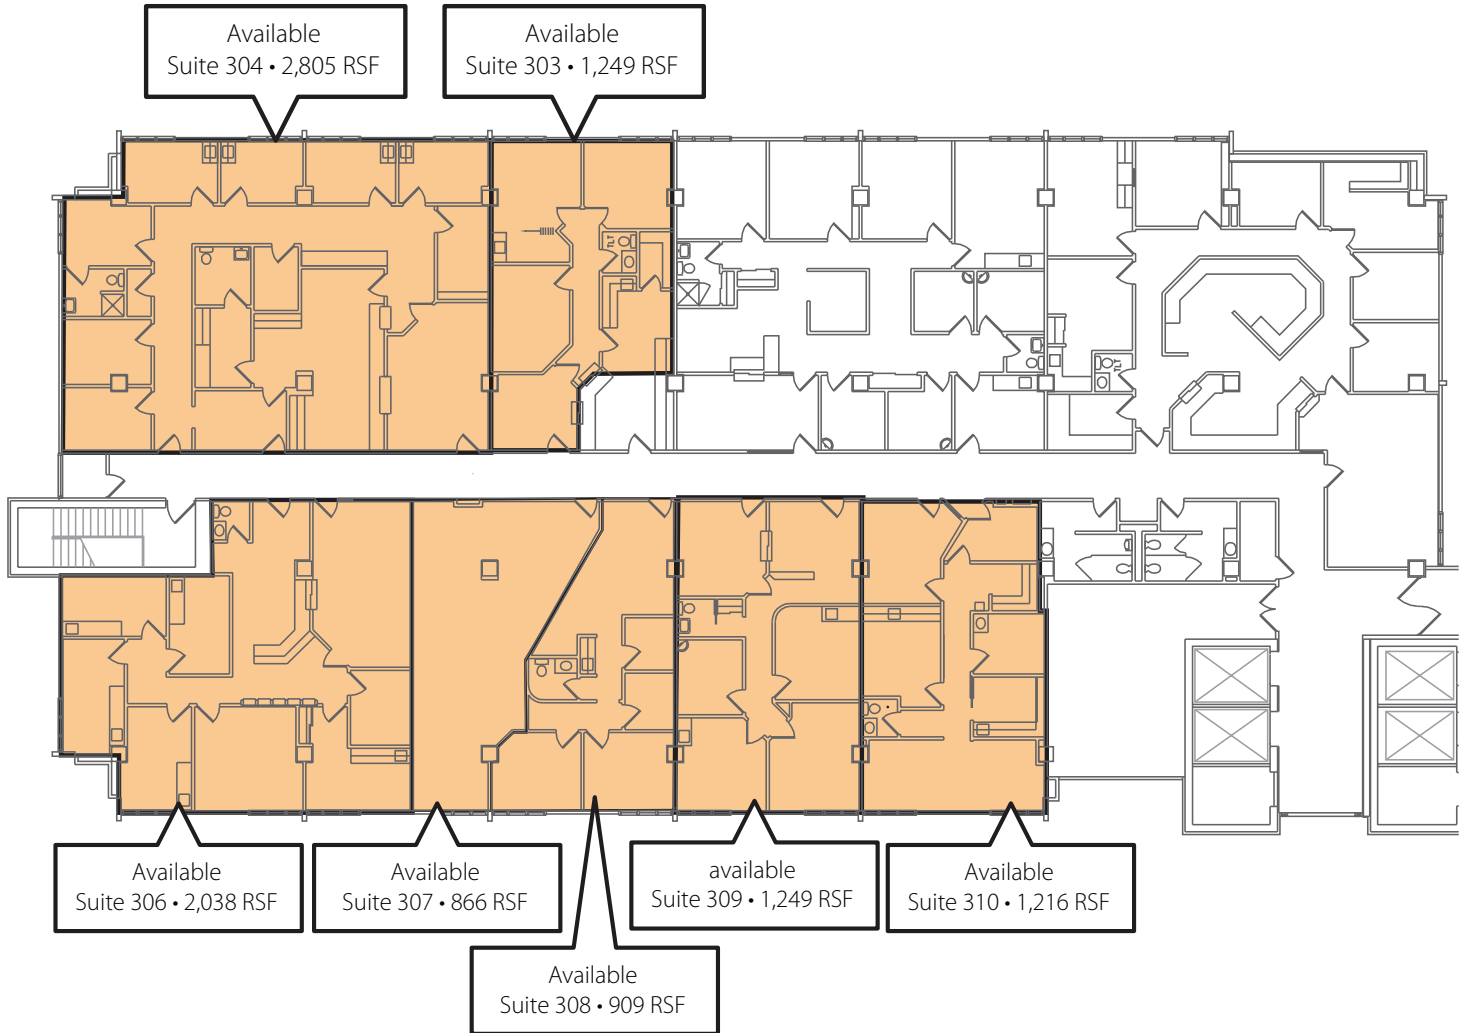 Available
Suite 304 • 2,805 RSF
Available
Suite 303 • 1,249 RSF
TLT
TLT
Available
Suite 306 • 2,038 RSF
Available
Suite 307 • 866 RSF
available
Suite 309 • 1,249 RSF
Available
Suite 310 • 1,216 RSF
Available
Suite 308 • 909 RSF